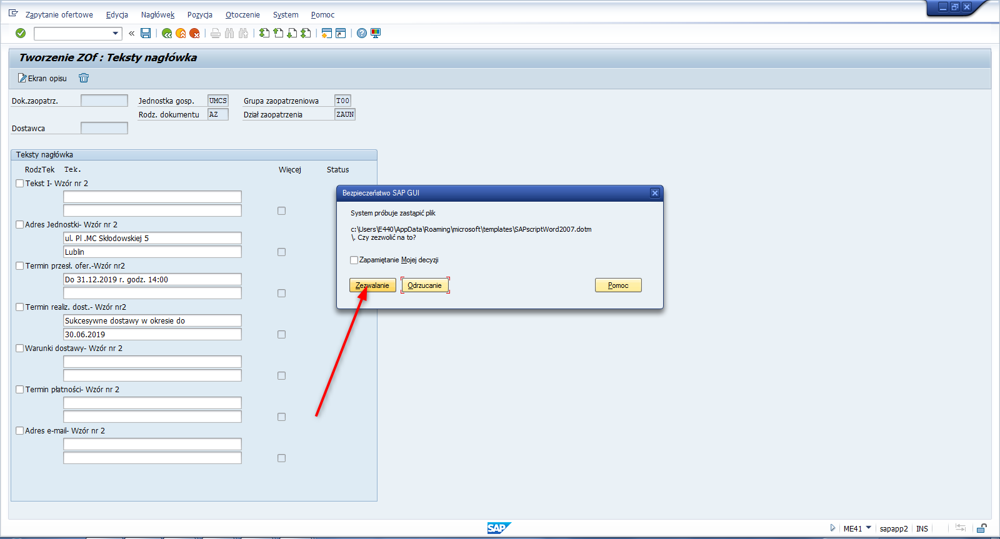 Zapytanie ofertowe Edycja Nagłówek Pozycja Otoczenie System Pomoc
Tworzenie ZOf : Teksty nagłówka
Ekran opisu
Dok.zaopatrz. Jednostka gosp. UMCS Grupa zaopatrzeniowa T00
Rodz. dokumentu AZ Dział zaopatrzenia ZAUN
Dostawca
Teksty nagłówka
RodzTek Tek. Więcej Status
Tekst I- Wzór nr 2
Adres Jednostki- Wzór nr 2
ul. Pl .MC Skłodowskiej 5
Lublin
Termin przesł. ofer.-Wzór nr2
Do 31.12.2019 r. godz. 14:00
Termin realiz. dost.- Wzór nr2
Sukcesywne dostawy w okresie do
30.06.2019
Warunki dostawy- Wzór nr 2
Termin płatności- Wzór nr 2
Adres e-mail- Wzór nr 2
Bezpieczeństwo SAP GUI
System próbuje zastąpić plik
c:\Users\E440\AppData\Roaming\microsoft\templates\SAPscriptWord2007.dotm
\. Czy zezwolić na to?
Zapamiętanie Mojej decyzji
Zezwalanie Odrzucanie Pomoc
SAP
ME41 sapapp2 INS